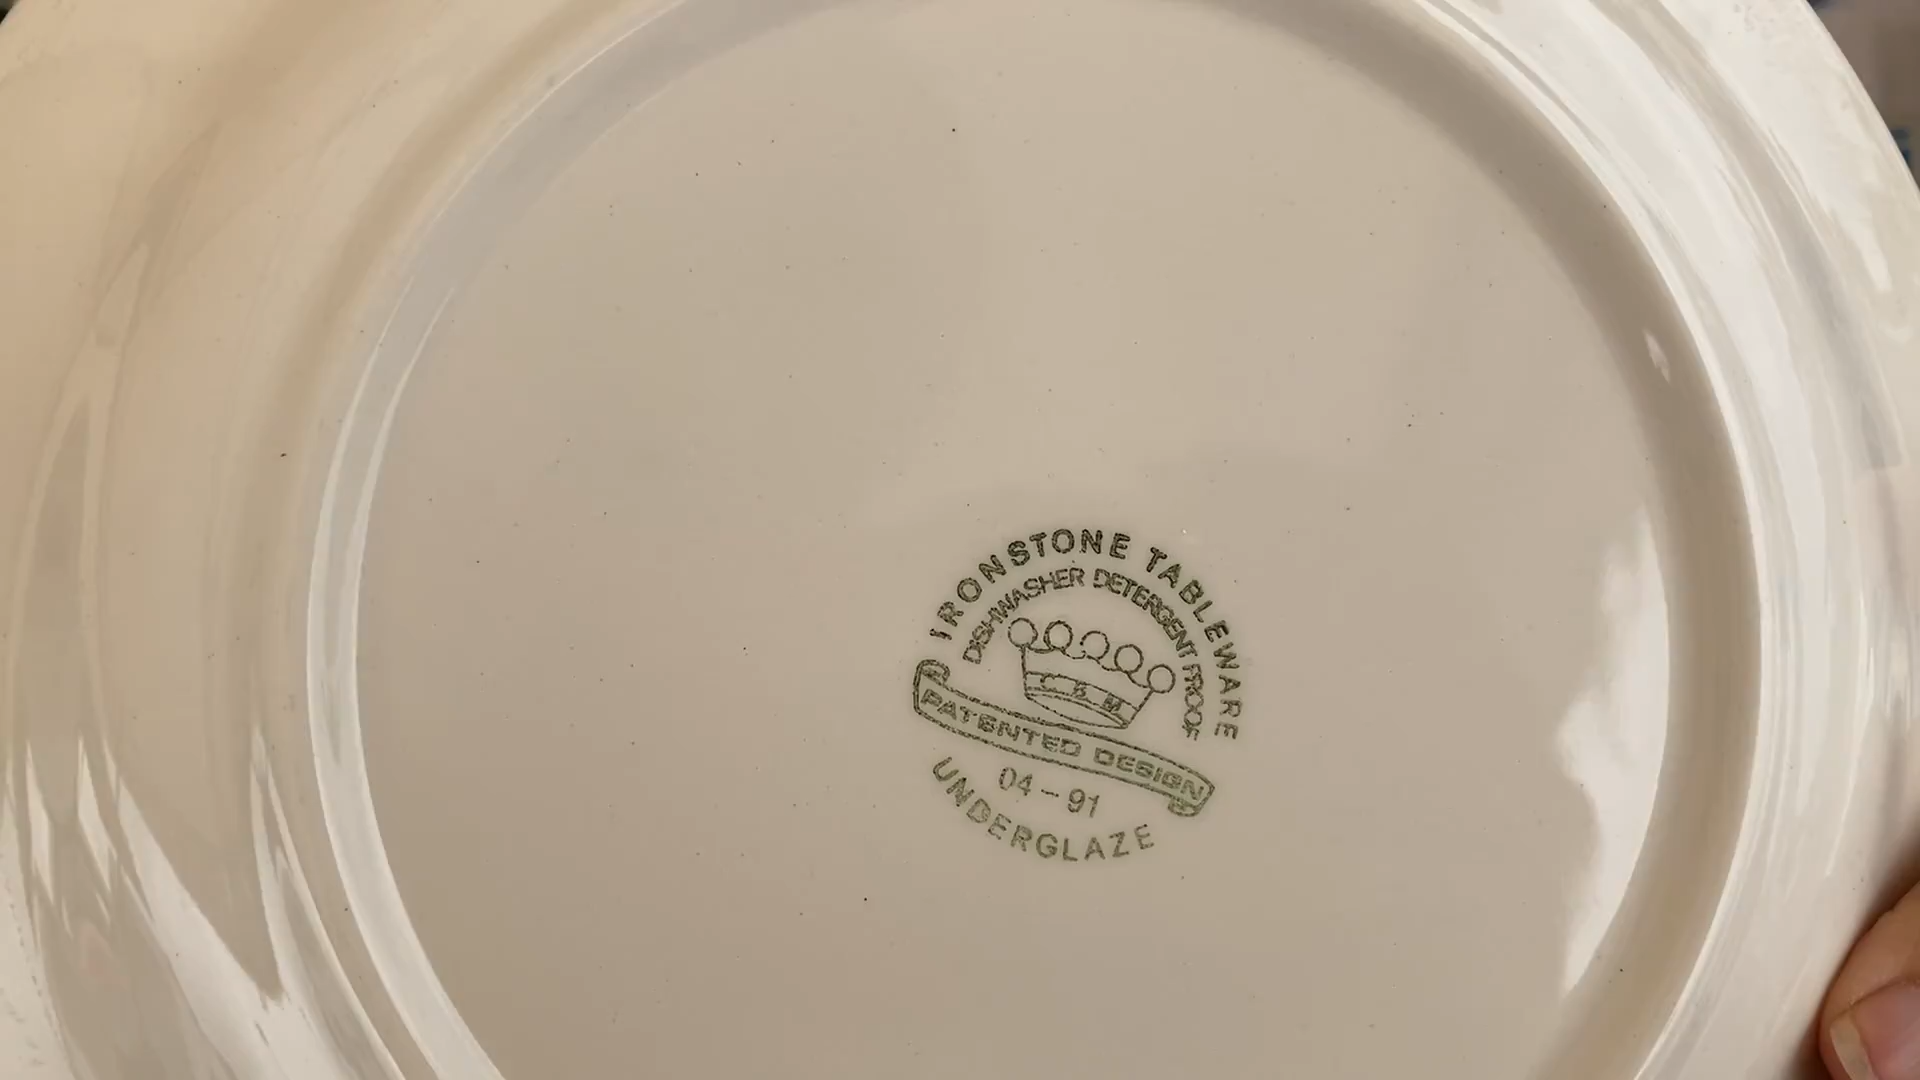 IRONSTONE TABLEWARE
DISHWASHER DETERGENT PROOF
PATENTED DESIGN
04-91
UNDERGLAZE